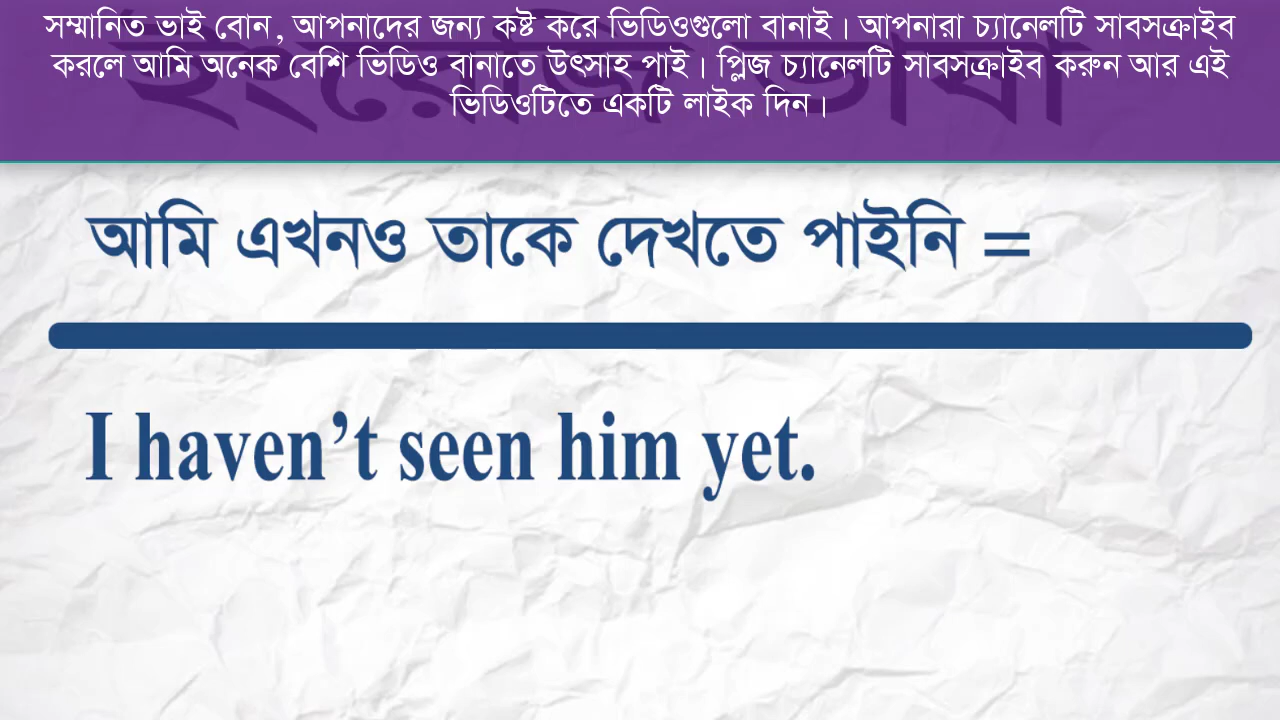 সম্মানিত ভাই বোন, আপনাদের জন্য কষ্ট করে ভিডিওগুলো বানাই। আপনারা চ্যানেলটি সাবসক্রাইব
করলে আমি অনেক বেশি ভিডিও বানাতে উৎসাহ পাই। প্লিজ চ্যানেলটি সাবসক্রাইব করুন আর এই
ভিডিওটিতে একটি লাইক দিন।
ইংরেজি ভাষা
আমি এখনও তাকে দেখতে পাইনি =
I haven’t seen him yet.